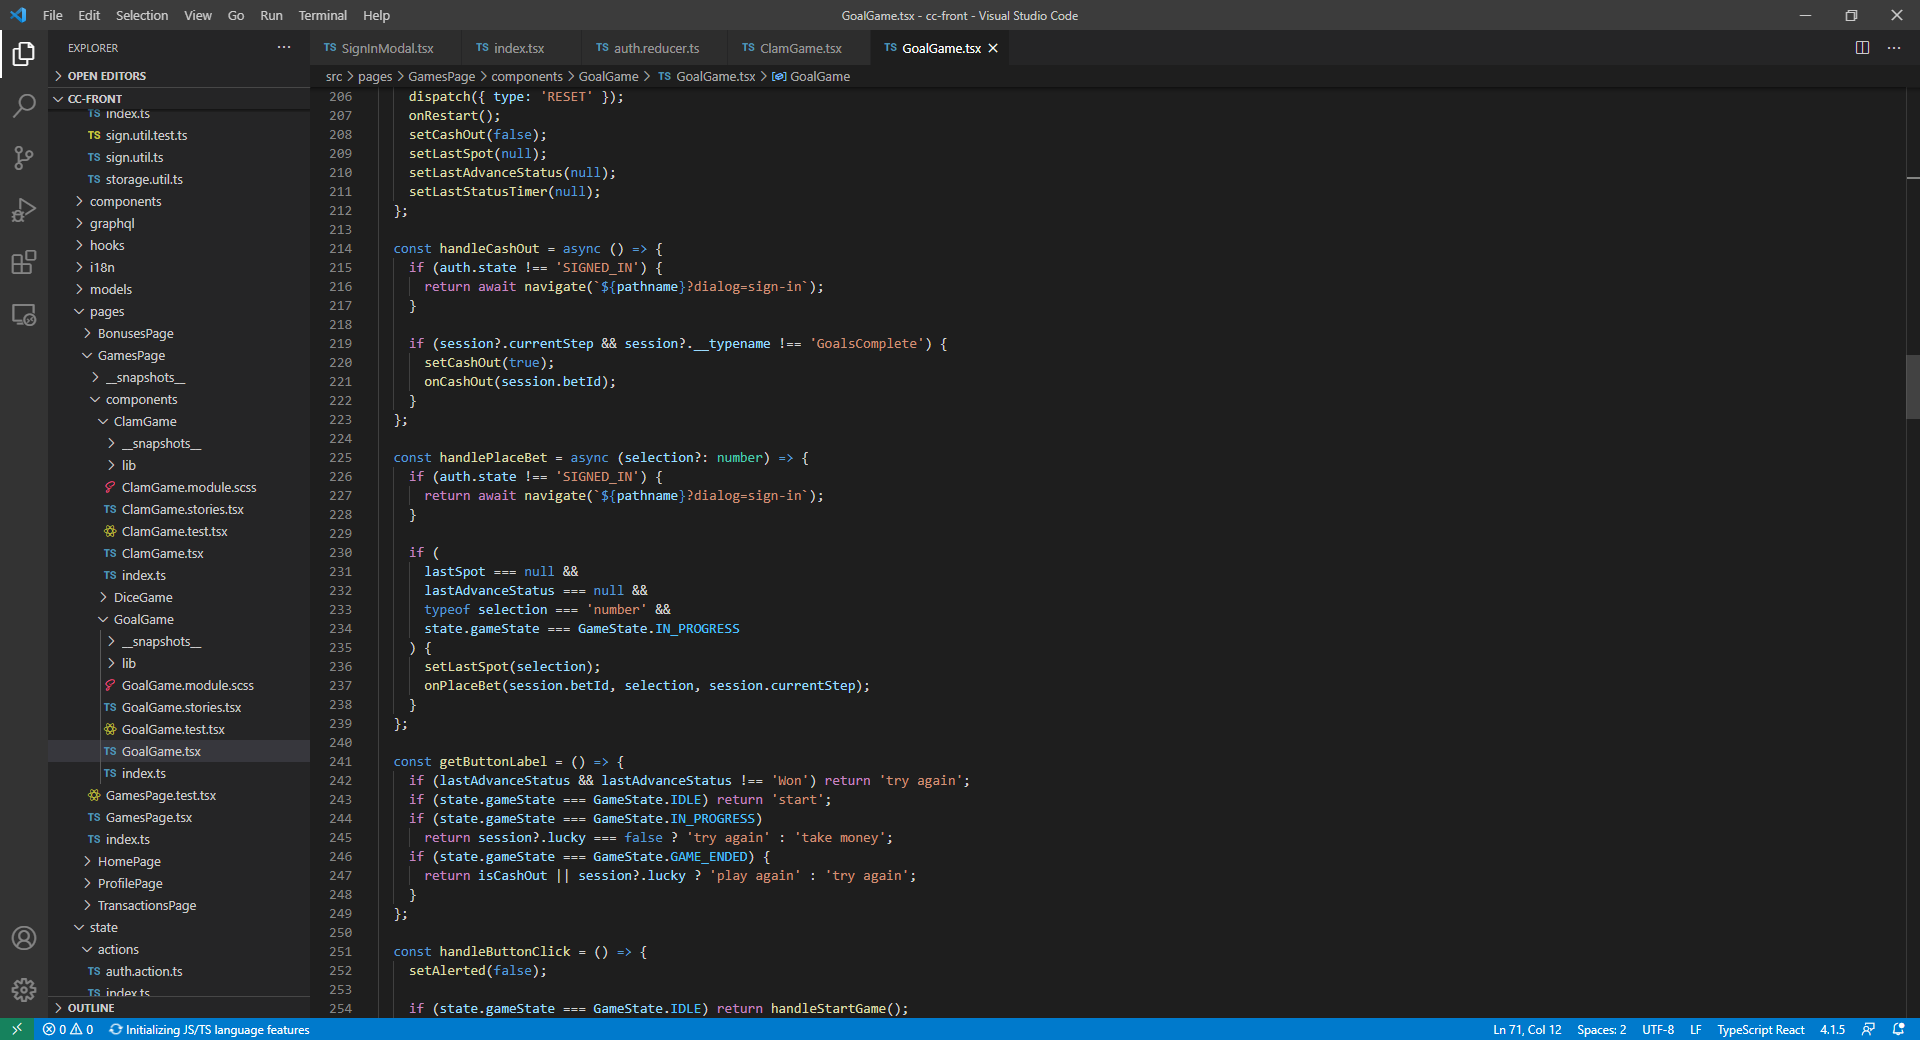 File Edit Selection View Go Run Terminal Help
GoalGame.tsx - cc-front - Visual Studio Code
EXPLORER
OPEN EDITORS
CC-FRONT
TS index.ts
TS sign.util.test.ts
TS sign.util.ts
TS storage.util.ts
components
graphql
hooks
i18n
models
pages
BonusesPage
GamesPage
__snapshots__
components
ClamGame
__snapshots__
lib
ClamGame.module.scss
TS ClamGame.stories.tsx
ClamGame.test.tsx
TS ClamGame.tsx
TS index.ts
DiceGame
GoalGame
__snapshots__
lib
GoalGame.module.scss
TS GoalGame.stories.tsx
GoalGame.test.tsx
TS GoalGame.tsx
TS index.ts
GamesPage.test.tsx
TS GamesPage.tsx
TS index.ts
HomePage
ProfilePage
TransactionsPage
state
actions
TS auth.action.ts
TS index.ts
OUTLINE
TS SignInModal.tsx TS index.tsx TS auth.reducer.ts TS ClamGame.tsx TS GoalGame.tsx
src > pages > GamesPage > components > GoalGame > TS GoalGame.tsx > GoalGame
206 dispatch({ type: 'RESET' });
207 onRestart();
208 setCashOut(false);
209 setLastSpot(null);
210 setLastAdvanceStatus(null);
211 setLastStatusTimer(null);
212 };
213
214 const handleCashOut = async () => {
215 if (auth.state !== 'SIGNED_IN') {
216 return await navigate(`${pathname}?dialog=sign-in`);
217 }
218
219 if (session?.currentStep && session?.__typename !== 'GoalsComplete') {
220 setCashOut(true);
221 onCashOut(session.betId);
222 }
223 };
224
225 const handlePlaceBet = async (selection?: number) => {
226 if (auth.state !== 'SIGNED_IN') {
227 return await navigate(`${pathname}?dialog=sign-in`);
228 }
229
230 if (
231 lastSpot === null &&
232 lastAdvanceStatus === null &&
233 typeof selection === 'number' &&
234 state.gameState === GameState.IN_PROGRESS
235 ) {
236 setLastSpot(selection);
237 onPlaceBet(session.betId, selection, session.currentStep);
238 }
239 };
240
241 const getButtonLabel = () => {
242 if (lastAdvanceStatus && lastAdvanceStatus !== 'Won') return 'try again';
243 if (state.gameState === GameState.IDLE) return 'start';
244 if (state.gameState === GameState.IN_PROGRESS)
245 return session?.lucky === false ? 'try again' : 'take money';
246 if (state.gameState === GameState.GAME_ENDED) {
247 return isCashOut || session?.lucky ? 'play again' : 'try again';
248 }
249 };
250
251 const handleButtonClick = () => {
252 setAlerted(false);
253
254 if (state.gameState === GameState.IDLE) return handleStartGame();
0 0 Initializing JS/TS language features
Ln 71, Col 12 Spaces: 2 UTF-8 LF TypeScript React 4.1.5